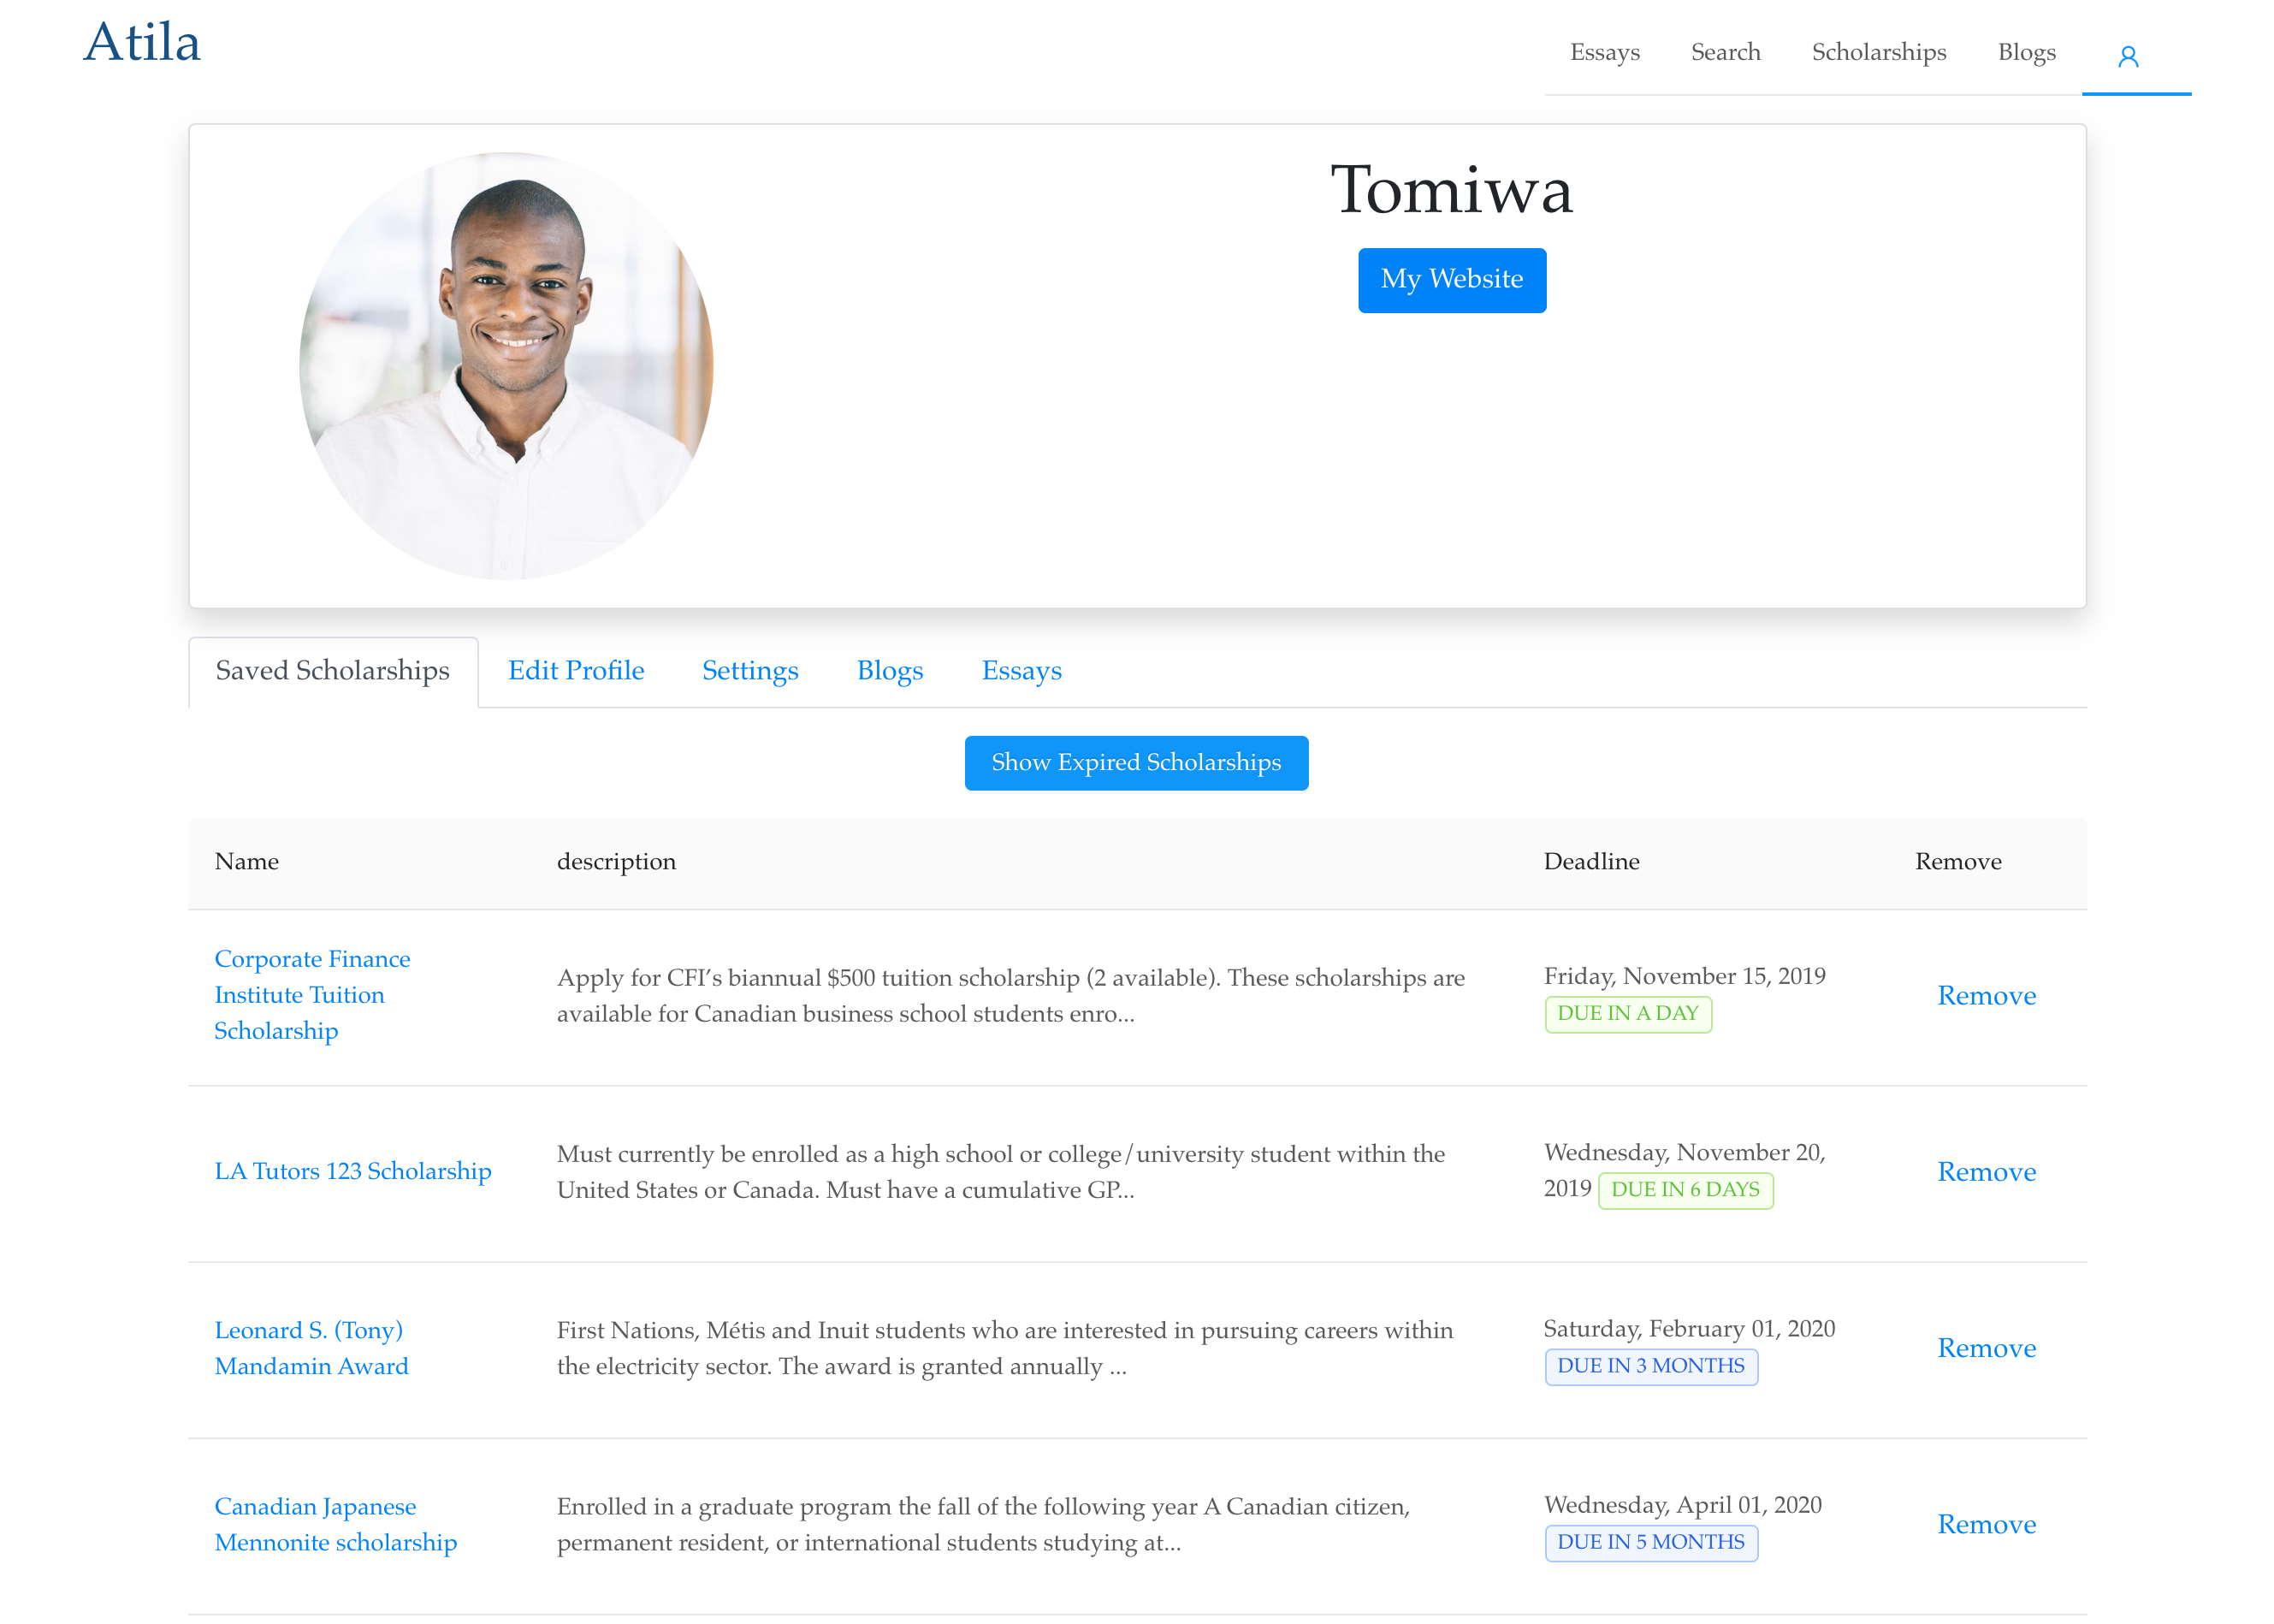 Atila
Essays Search Scholarships Blogs
Tomiwa
My Website
Saved Scholarships Edit Profile Settings Blogs Essays
Show Expired Scholarships
Name description Deadline Remove
Corporate Finance
Institute Tuition
Scholarship
Apply for CFI’s biannual $500 tuition scholarship (2 available). These scholarships are
available for Canadian business school students enro...
Friday, November 15, 2019
DUE IN A DAY
Remove
LA Tutors 123 Scholarship
Must currently be enrolled as a high school or college/university student within the
United States or Canada. Must have a cumulative GP...
Wednesday, November 20,
2019 DUE IN 6 DAYS
Remove
Leonard S. (Tony)
Mandamin Award
First Nations, Métis and Inuit students who are interested in pursuing careers within
the electricity sector. The award is granted annually ...
Saturday, February 01, 2020
DUE IN 3 MONTHS
Remove
Canadian Japanese
Mennonite scholarship
Enrolled in a graduate program the fall of the following year A Canadian citizen,
permanent resident, or international students studying at...
Wednesday, April 01, 2020
DUE IN 5 MONTHS
Remove